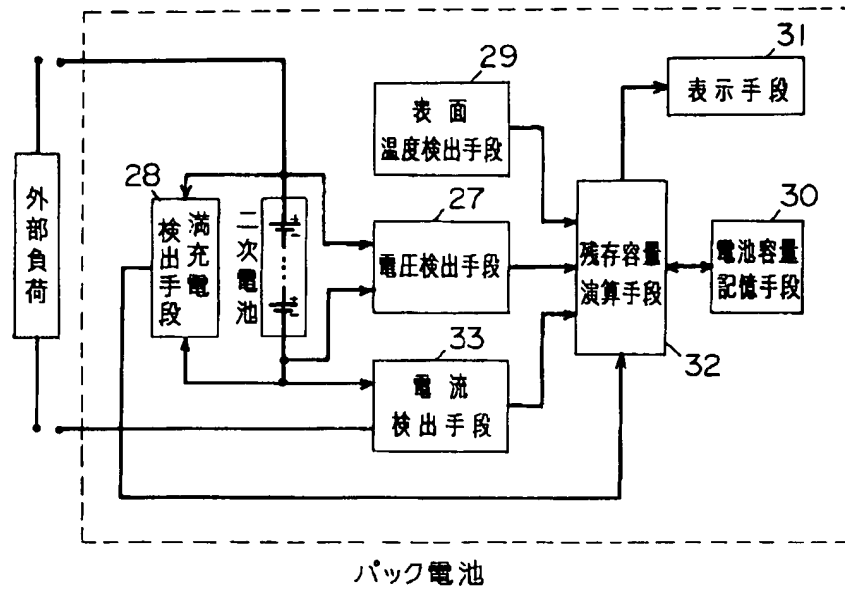 31
表示手段
29
表面
温度検出手段
28
満充電
検出手段
二次電池
外部負荷
27
電圧検出手段
残存容量
演算手段
32
30
電池容量
記憶手段
33
電流
検出手段
パック電池